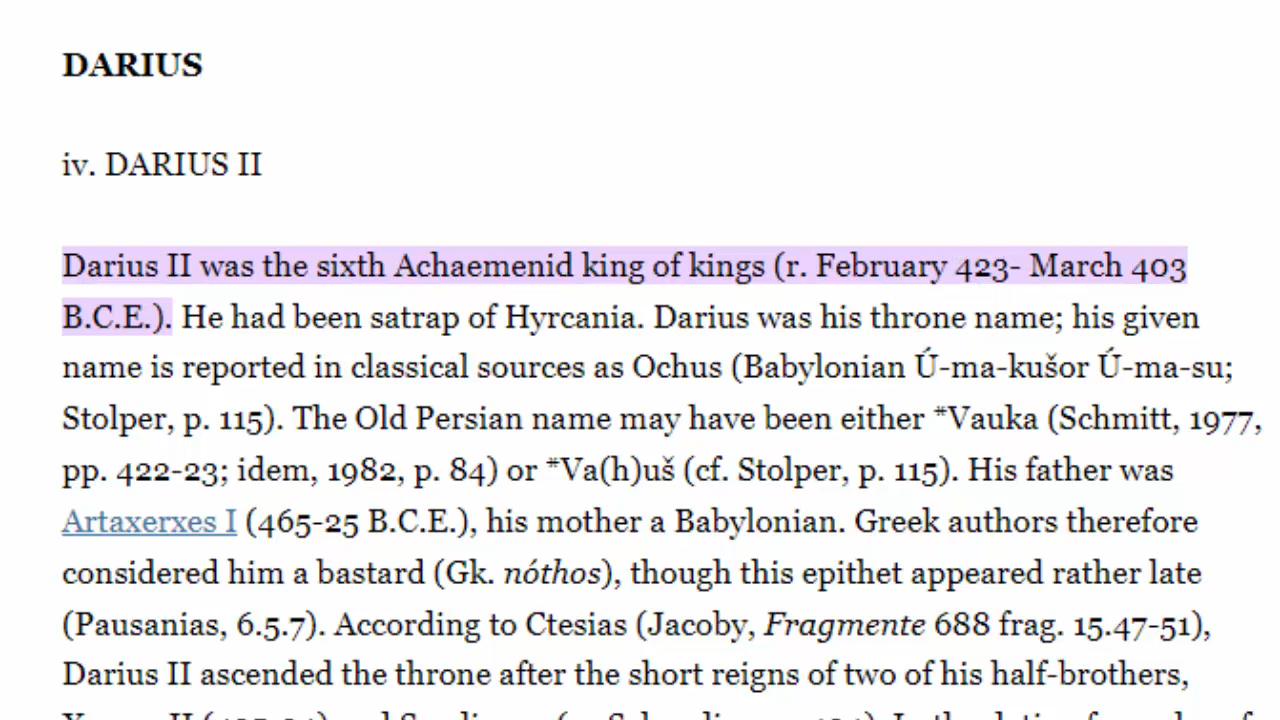 DARIUS
iv. DARIUS II
Darius II was the sixth Achaemenid king of kings (r. February 423- March 403
B.C.E.). He had been satrap of Hyrcania. Darius was his throne name; his given
name is reported in classical sources as Ochus (Babylonian Ú-ma-kušor Ú-ma-su;
Stolper, p. 115). The Old Persian name may have been either *Vauka (Schmitt, 1977,
pp. 422-23; idem, 1982, p. 84) or *Va(h)uš (cf. Stolper, p. 115). His father was
Artaxerxes I (465-25 B.C.E.), his mother a Babylonian. Greek authors therefore
considered him a bastard (Gk. nóthos), though this epithet appeared rather late
(Pausanias, 6.5.7). According to Ctesias (Jacoby, Fragmente 688 frag. 15.47-51),
Darius II ascended the throne after the short reigns of two of his half-brothers,